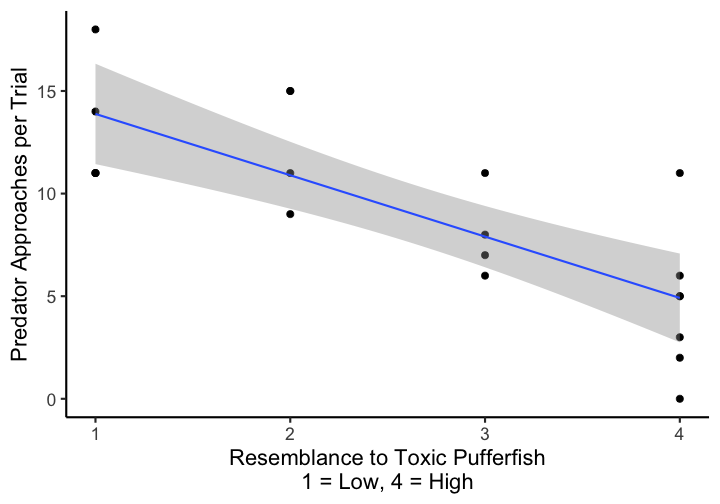 Predator Approaches per Trial
15
10
5
0
1 2 3 4
Resemblance to Toxic Pufferfish
1 = Low, 4 = High